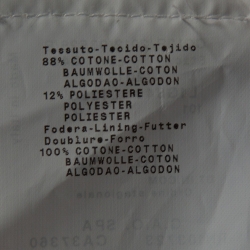 Tessuto-Tecido-Tejido
88% COTONE-COTTON
BAUMWOLLE-COTON
ALGODAO-ALGODON
12% POLIESTERE
POLYESTER
POLIESTER
Fodera-Lining-Futter
Doublure-Forro
100% COTONE-COTTON
BAUMWOLLE-COTON
ALGODAO-ALGODON